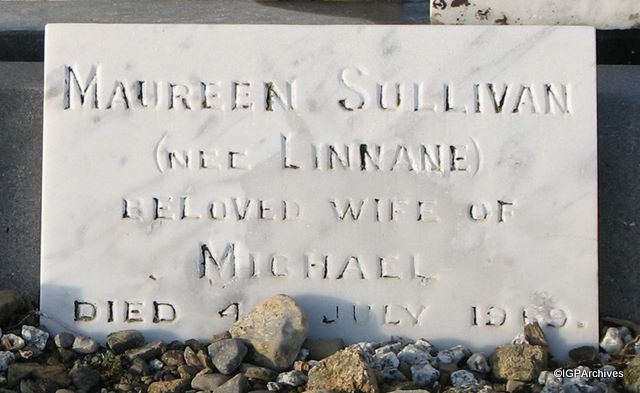 MAUREEN SULLIVAN
(NEE LINNANE)
BELOVED WIFE OF
MICHAEL
DIED 4 JULY
©IGPArchives